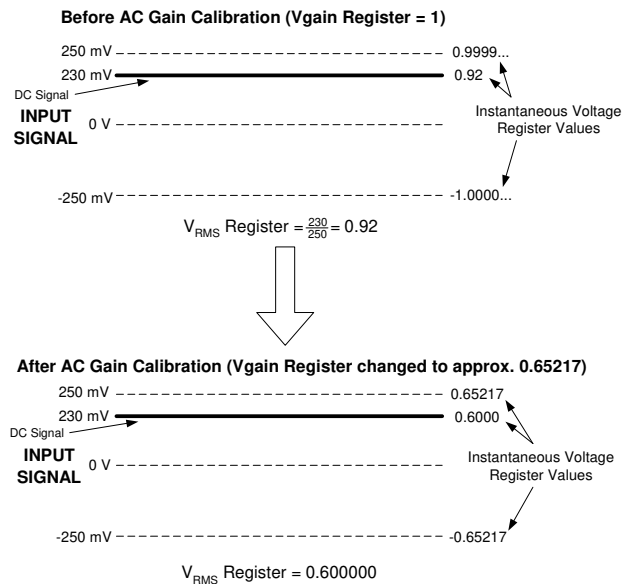 Before AC Gain Calibration (Vgain Register = 1)
250 mV 0.9999...
230 mV 0.92
DC Signal
INPUT SIGNAL
0 V
Instantaneous Voltage
Register Values
-250 mV -1.0000...
VRMS Register = 230/250 = 0.92
After AC Gain Calibration (Vgain Register changed to approx. 0.65217)
250 mV 0.65217
230 mV 0.6000
DC Signal
INPUT SIGNAL
0 V
Instantaneous Voltage
Register Values
-250 mV -0.65217
VRMS Register = 0.600000